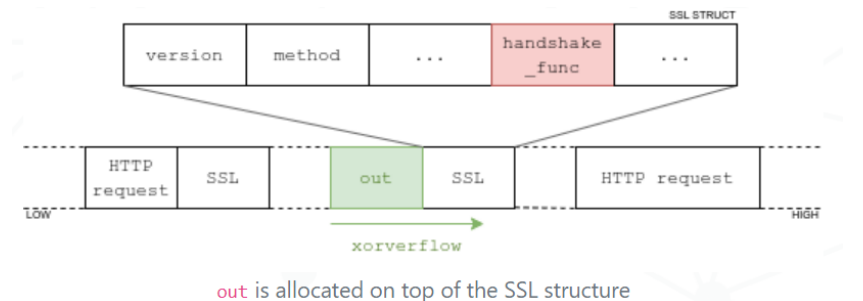 SSL STRUCT
version
method
...
handshake
_func
...
HTTP
request
SSL
out
SSL
HTTP request
LOW
HIGH
xorverflow
out is allocated on top of the SSL structure